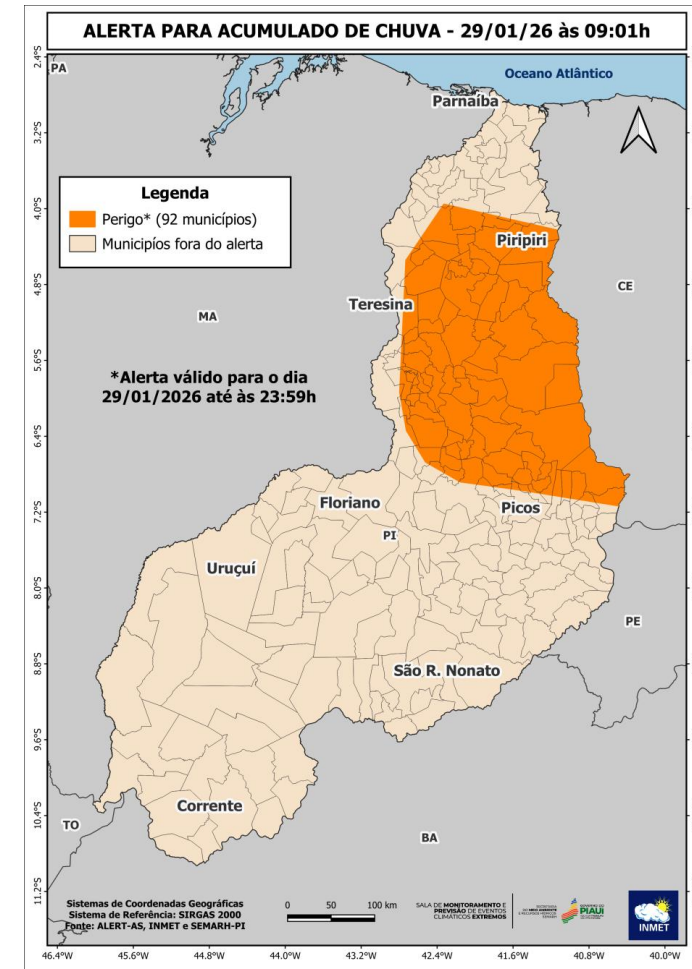 ALERTA PARA ACUMULADO DE CHUVA - 29/01/26 às 09:01h
2.4°S
PA
Oceano Atlântico
Parnaíba
3.2°S
Legenda
Perigo* (92 municípios)
Municipíos fora do alerta
4.0°S
Piripiri
4.8°S
CE
Teresina
MA
5.6°S
*Alerta válido para o dia
29/01/2026 até às 23:59h
6.4°S
Floriano
Picos
7.2°S
PI
Uruçuí
8.0°S
PE
8.8°S
São R. Nonato
9.6°S
Corrente
10.4°S
TO
BA
11.2°S
Sistemas de Coordenadas Geográficas
Sistema de Referência: SIRGAS 2000
Fonte: ALERT-AS, INMET e SEMARH-PI
0 50 100 km
SALA DE MONITORAMENTO E
PREVISÃO DE EVENTOS
CLIMÁTICOS EXTREMOS
GOVERNO DO
PIAUÍ
INMET
46.4°W 45.6°W 44.8°W 44.0°W 43.2°W 42.4°W 41.6°W 40.8°W 40.0°W